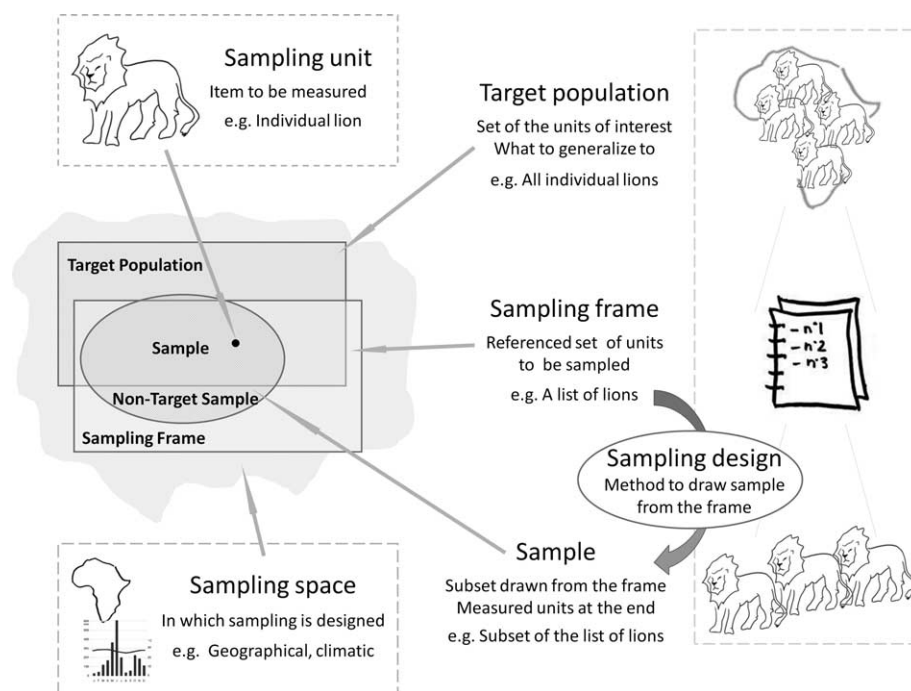 Sampling unit
Item to be measured
e.g. Individual lion
Target population
Set of the units of interest
What to generalize to
e.g. All individual lions
Target Population
Sample
Non-Target Sample
Sampling Frame
Sampling frame
Referenced set of units
to be sampled
e.g. A list of lions
- n°1
- n°2
- n°3
Sampling design
Method to draw sample
from the frame
Sample
Subset drawn from the frame
Measured units at the end
e.g. Subset of the list of lions
Sampling space
In which sampling is designed
e.g. Geographical, climatic